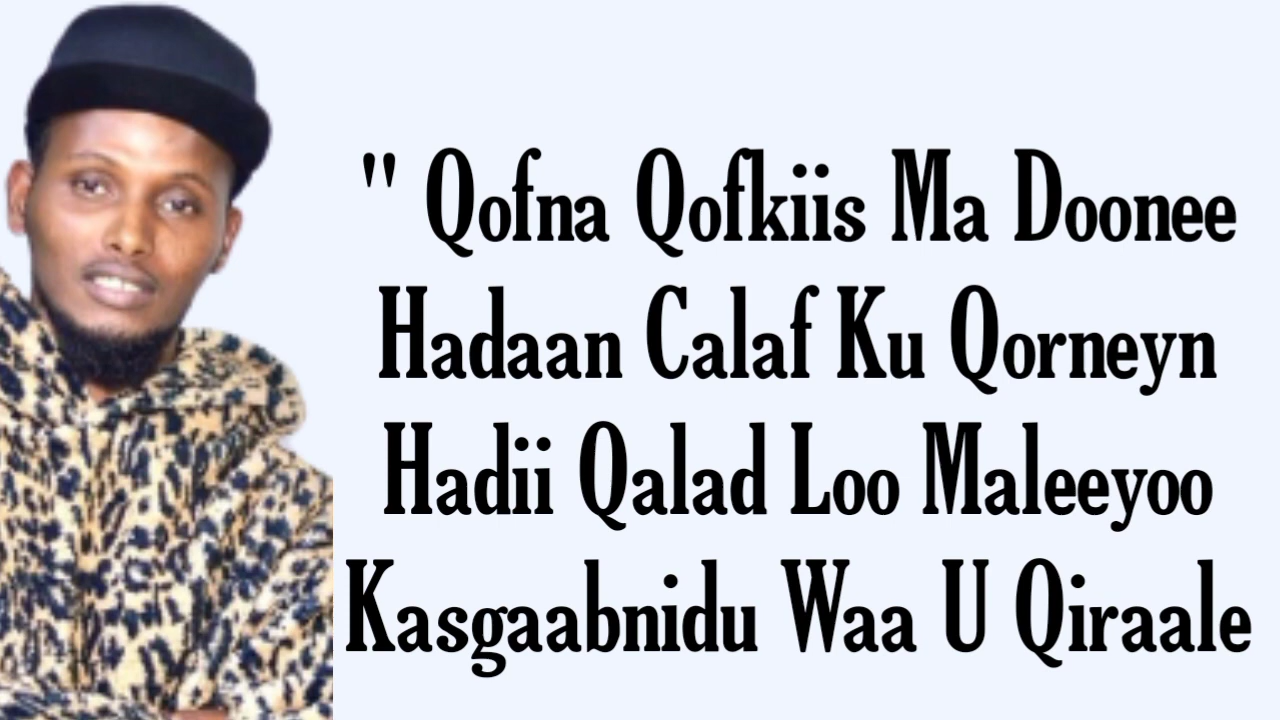 " Qofna Qofkiis Ma Doonee
Hadaan Calaf Ku Qorneyn
Hadii Qalad Loo Maleeyoo
Kasgaabnidu Waa U Qiraale